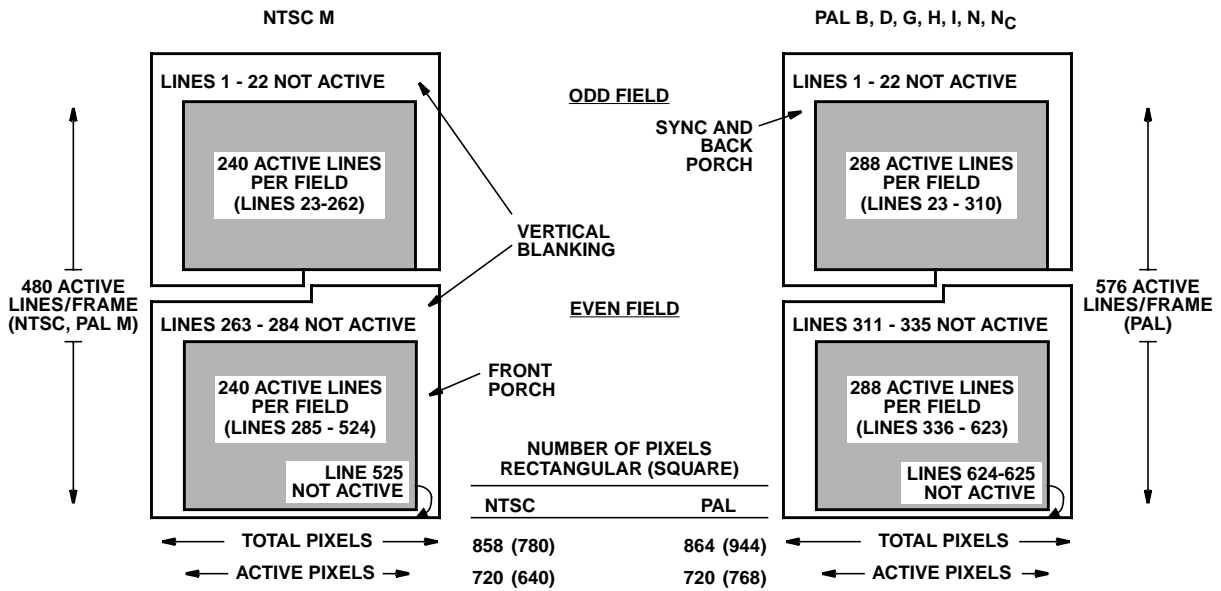 NTSC M
LINES 1 - 22 NOT ACTIVE
240 ACTIVE LINES
PER FIELD
(LINES 23-262)
480 ACTIVE
LINES/FRAME
(NTSC, PAL M)
LINES 263 - 284 NOT ACTIVE
240 ACTIVE LINES
PER FIELD
(LINES 285 - 524)
LINE 525
NOT ACTIVE
TOTAL PIXELS
ACTIVE PIXELS
ODD FIELD
SYNC AND
BACK
PORCH
VERTICAL
BLANKING
EVEN FIELD
FRONT
PORCH
NUMBER OF PIXELS
RECTANGULAR (SQUARE)
NTSC PAL
858 (780) 864 (944)
720 (640) 720 (768)
PAL B, D, G, H, I, N, NC
LINES 1 - 22 NOT ACTIVE
288 ACTIVE LINES
PER FIELD
(LINES 23 - 310)
576 ACTIVE
LINES/FRAME
(PAL)
LINES 311 - 335 NOT ACTIVE
288 ACTIVE LINES
PER FIELD
(LINES 336 - 623)
LINES 624-625
NOT ACTIVE
TOTAL PIXELS
ACTIVE PIXELS